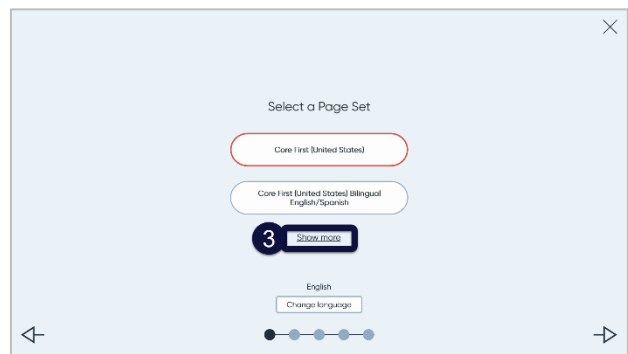 Select a Page Set
Core First (United States)
Core First (United States) Bilingual
English/Spanish
3 Show more
English
Change language